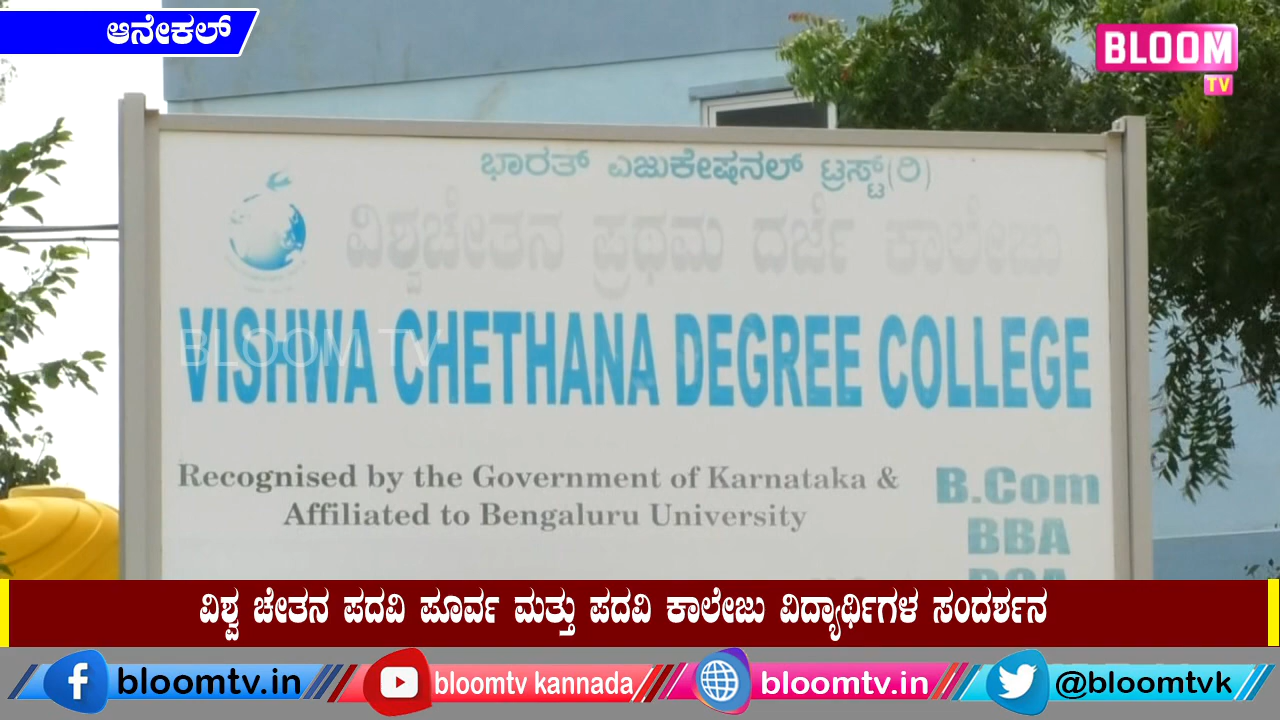 ಆನೇಕಲ್
BLOOM
TV
ಭಾರತ್ ಎಜುಕೇಷನಲ್ ಟ್ರಸ್ಟ್(ರಿ)
ವಿಶ್ವಚೇತನ ಪ್ರಥಮ ದರ್ಜೆ ಕಾಲೇಜು
BLOOM TV
VISHWA CHETHANA DEGREE COLLEGE
Recognised by the Government of Karnataka &
Affiliated to Bengaluru University
B.Com
BBA
ವಿಶ್ವ ಚೇತನ ಪದವಿ ಪೂರ್ವ ಮತ್ತು ಪದವಿ ಕಾಲೇಜು ವಿದ್ಯಾರ್ಥಿಗಳ ಸಂದರ್ಶನ
bloomtv.in
bloomtv kannada
bloomtv.in
@bloomtvk